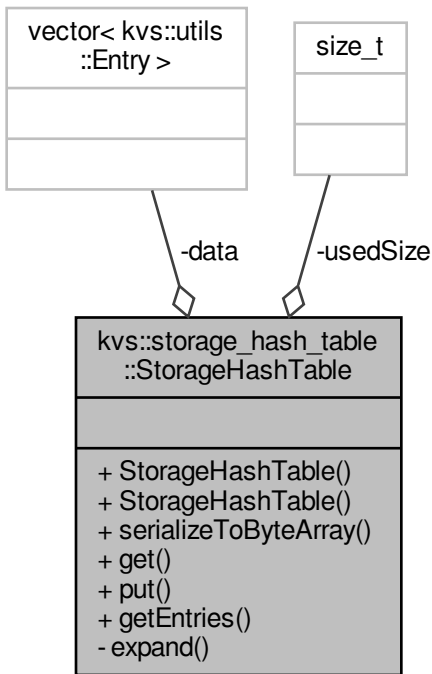 vector< kvs::utils
::Entry >
size_t
-data
-usedSize
kvs::storage_hash_table
::StorageHashTable
+ StorageHashTable()
+ StorageHashTable()
+ serializeToByteArray()
+ get()
+ put()
+ getEntries()
- expand()